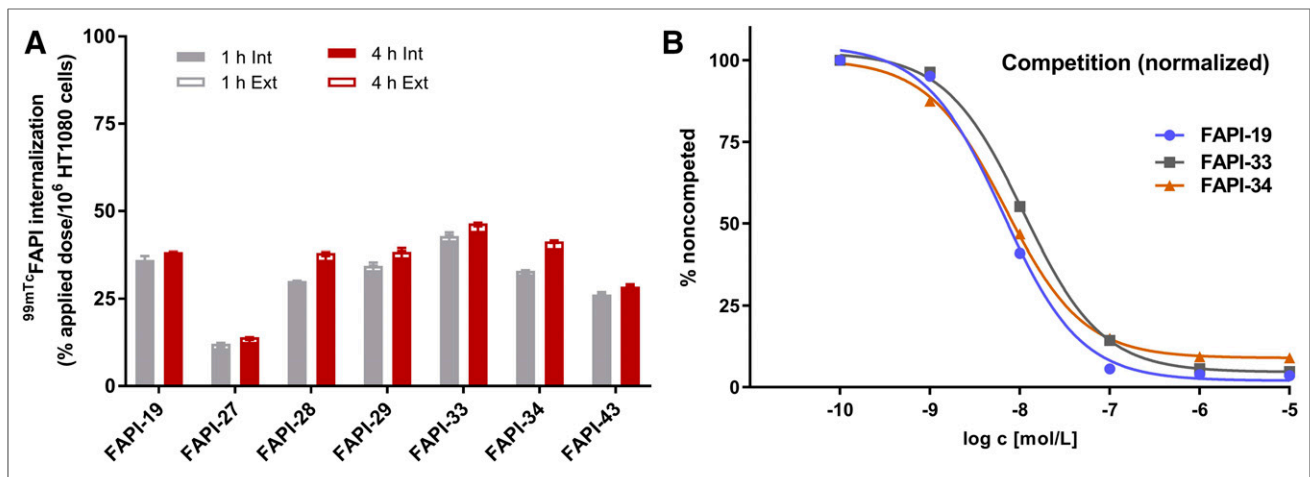 A
1 h Int
4 h Int
1 h Ext
4 h Ext
99mTcFAPI internalization
(% applied dose/10⁶ HT1080 cells)
100
75
50
25
0
FAPI-19
FAPI-27
FAPI-28
FAPI-29
FAPI-33
FAPI-34
FAPI-43
B
Competition (normalized)
FAPI-19
FAPI-33
FAPI-34
% noncompeted
100
75
50
25
0
-10
-9
-8
-7
-6
-5
log c [mol/L]